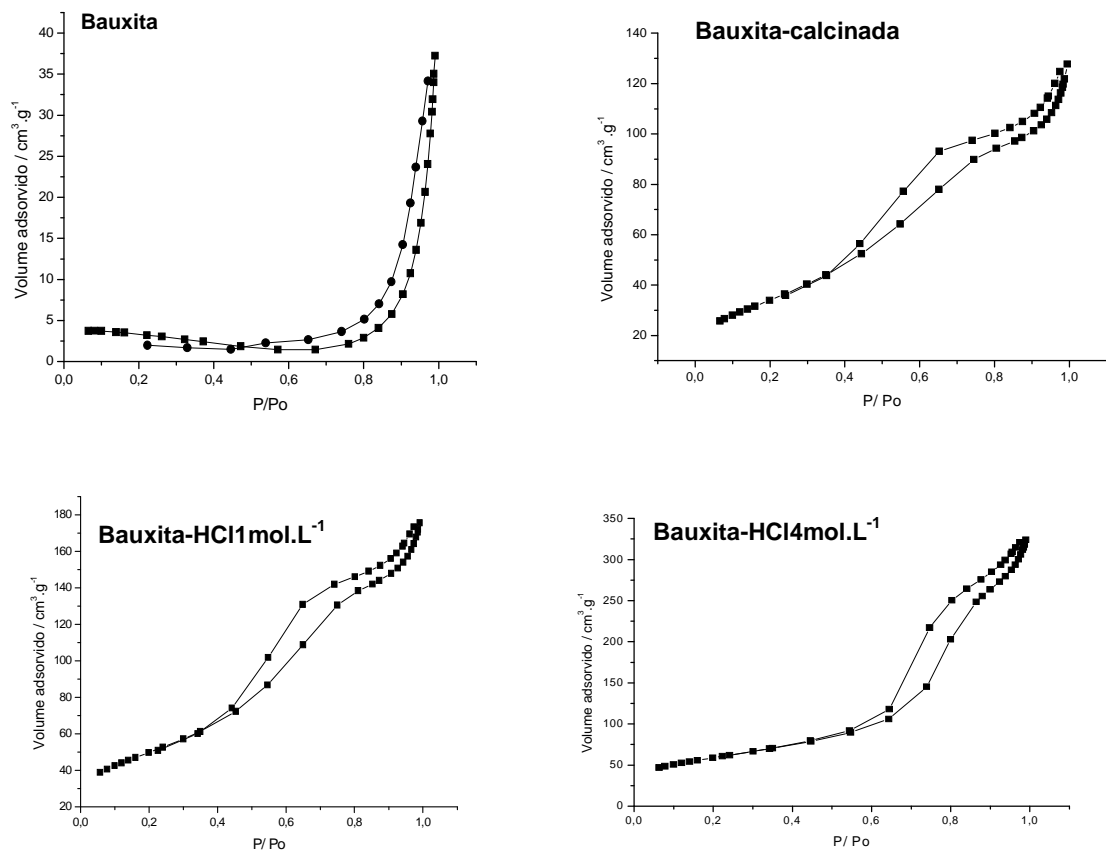 Bauxita
Volume adsorvido / cm³.g⁻¹
40
35
30
25
20
15
10
5
0
0,0 0,2 0,4 0,6 0,8 1,0
P/Po
Bauxita-calcinada
Volume adsorvido / cm³.g⁻¹
140
120
100
80
60
40
20
0,0 0,2 0,4 0,6 0,8 1,0
P/ Po
Bauxita-HCl1mol.L⁻¹
Volume adsorvido / cm³.g⁻¹
180
160
140
120
100
80
60
40
20
0,0 0,2 0,4 0,6 0,8 1,0
P/ Po
Bauxita-HCl4mol.L⁻¹
Volume adsorvido / cm³.g⁻¹
350
300
250
200
150
100
50
0
0,0 0,2 0,4 0,6 0,8 1,0
P/ Po